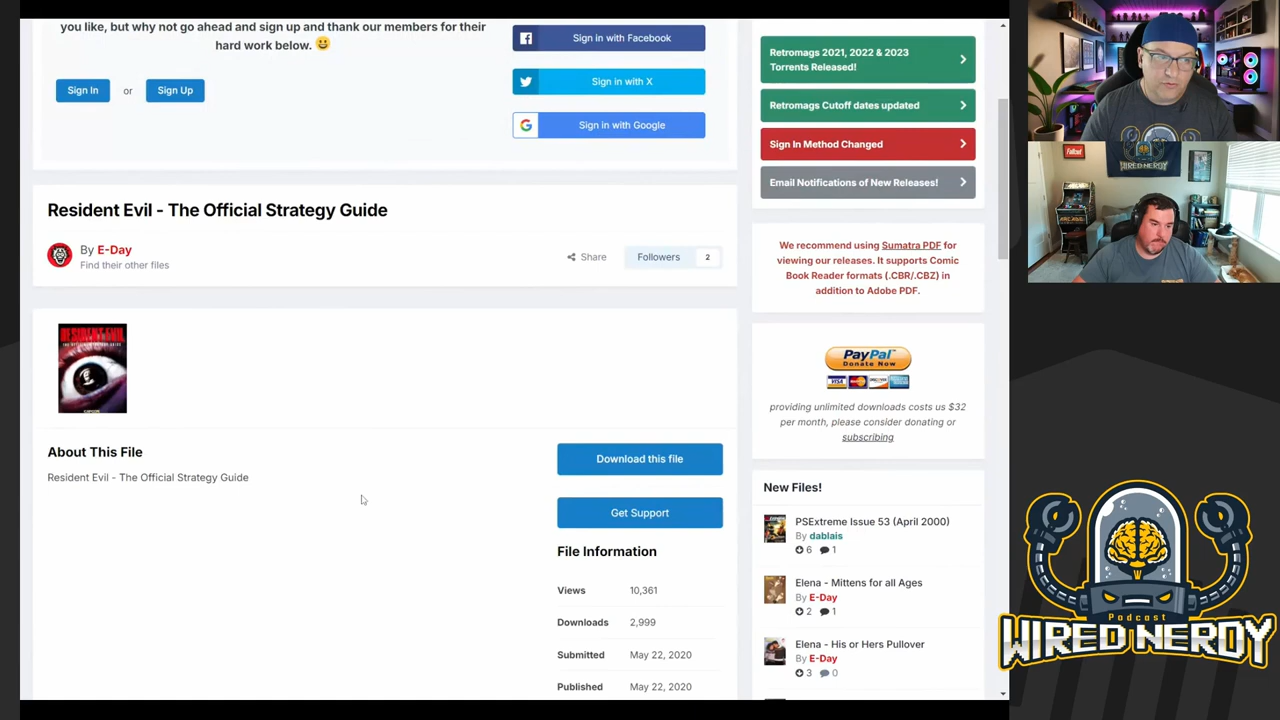 you like, but why not go ahead and sign up and thank our members for their
hard work below.
Sign In
or
Sign Up
Sign in with Facebook
Sign in with X
Sign in with Google
Resident Evil - The Official Strategy Guide
By E-Day
Find their other files
Share
Followers 2
RESIDENT EVIL
CAPCOM
About This File
Resident Evil - The Official Strategy Guide
Download this file
Get Support
File Information
Views 10,361
Downloads 2,999
Submitted May 22, 2020
Published May 22, 2020
Retromags 2021, 2022 & 2023
Torrents Released!
Retromags Cutoff dates updated
Sign In Method Changed
Email Notifications of New Releases!
We recommend using Sumatra PDF for
viewing our releases. It supports Comic
Book Reader formats (.CBR/.CBZ) in
addition to Adobe PDF.
PayPal
Donate Now
VISA
providing unlimited downloads costs us $32
per month, please consider donating or
subscribing
New Files!
PSExtreme Issue 53 (April 2000)
By dablais
6 1
Elena - Mittens for all Ages
By E-Day
2 1
Elena - His or Hers Pullover
By E-Day
3 0
Fallout
WIRED NERDY
ARCADE
Podcast
WIRED NERDY